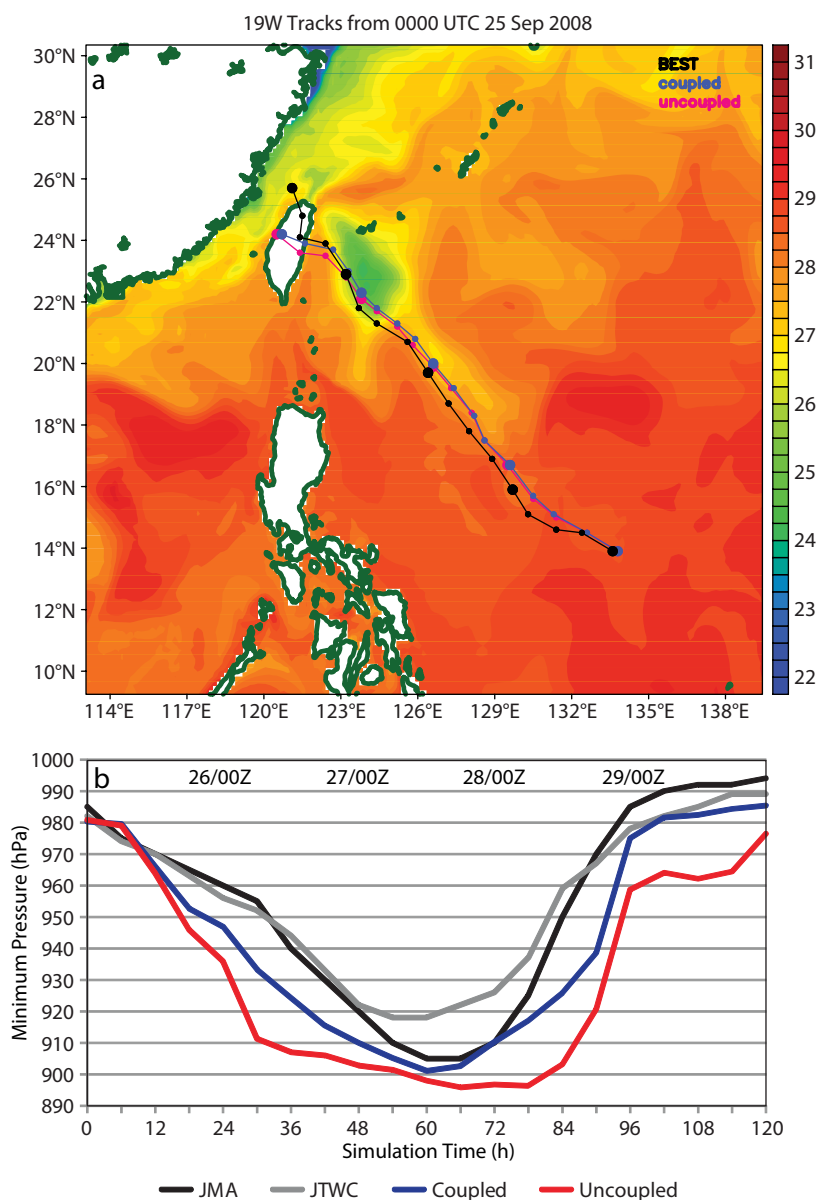 19W Tracks from 0000 UTC 25 Sep 2008
a
BEST
coupled
uncoupled
30°N
28°N
26°N
24°N
22°N
20°N
18°N
16°N
14°N
12°N
10°N
114°E 117°E 120°E 123°E 126°E 129°E 132°E 135°E 138°E
31
30
29
28
27
26
25
24
23
22
b
26/00Z 27/00Z 28/00Z 29/00Z
Minimum Pressure (hPa)
1000
990
980
970
960
950
940
930
920
910
900
890
0 12 24 36 48 60 72 84 96 108 120
Simulation Time (h)
JMA JTWC Coupled Uncoupled